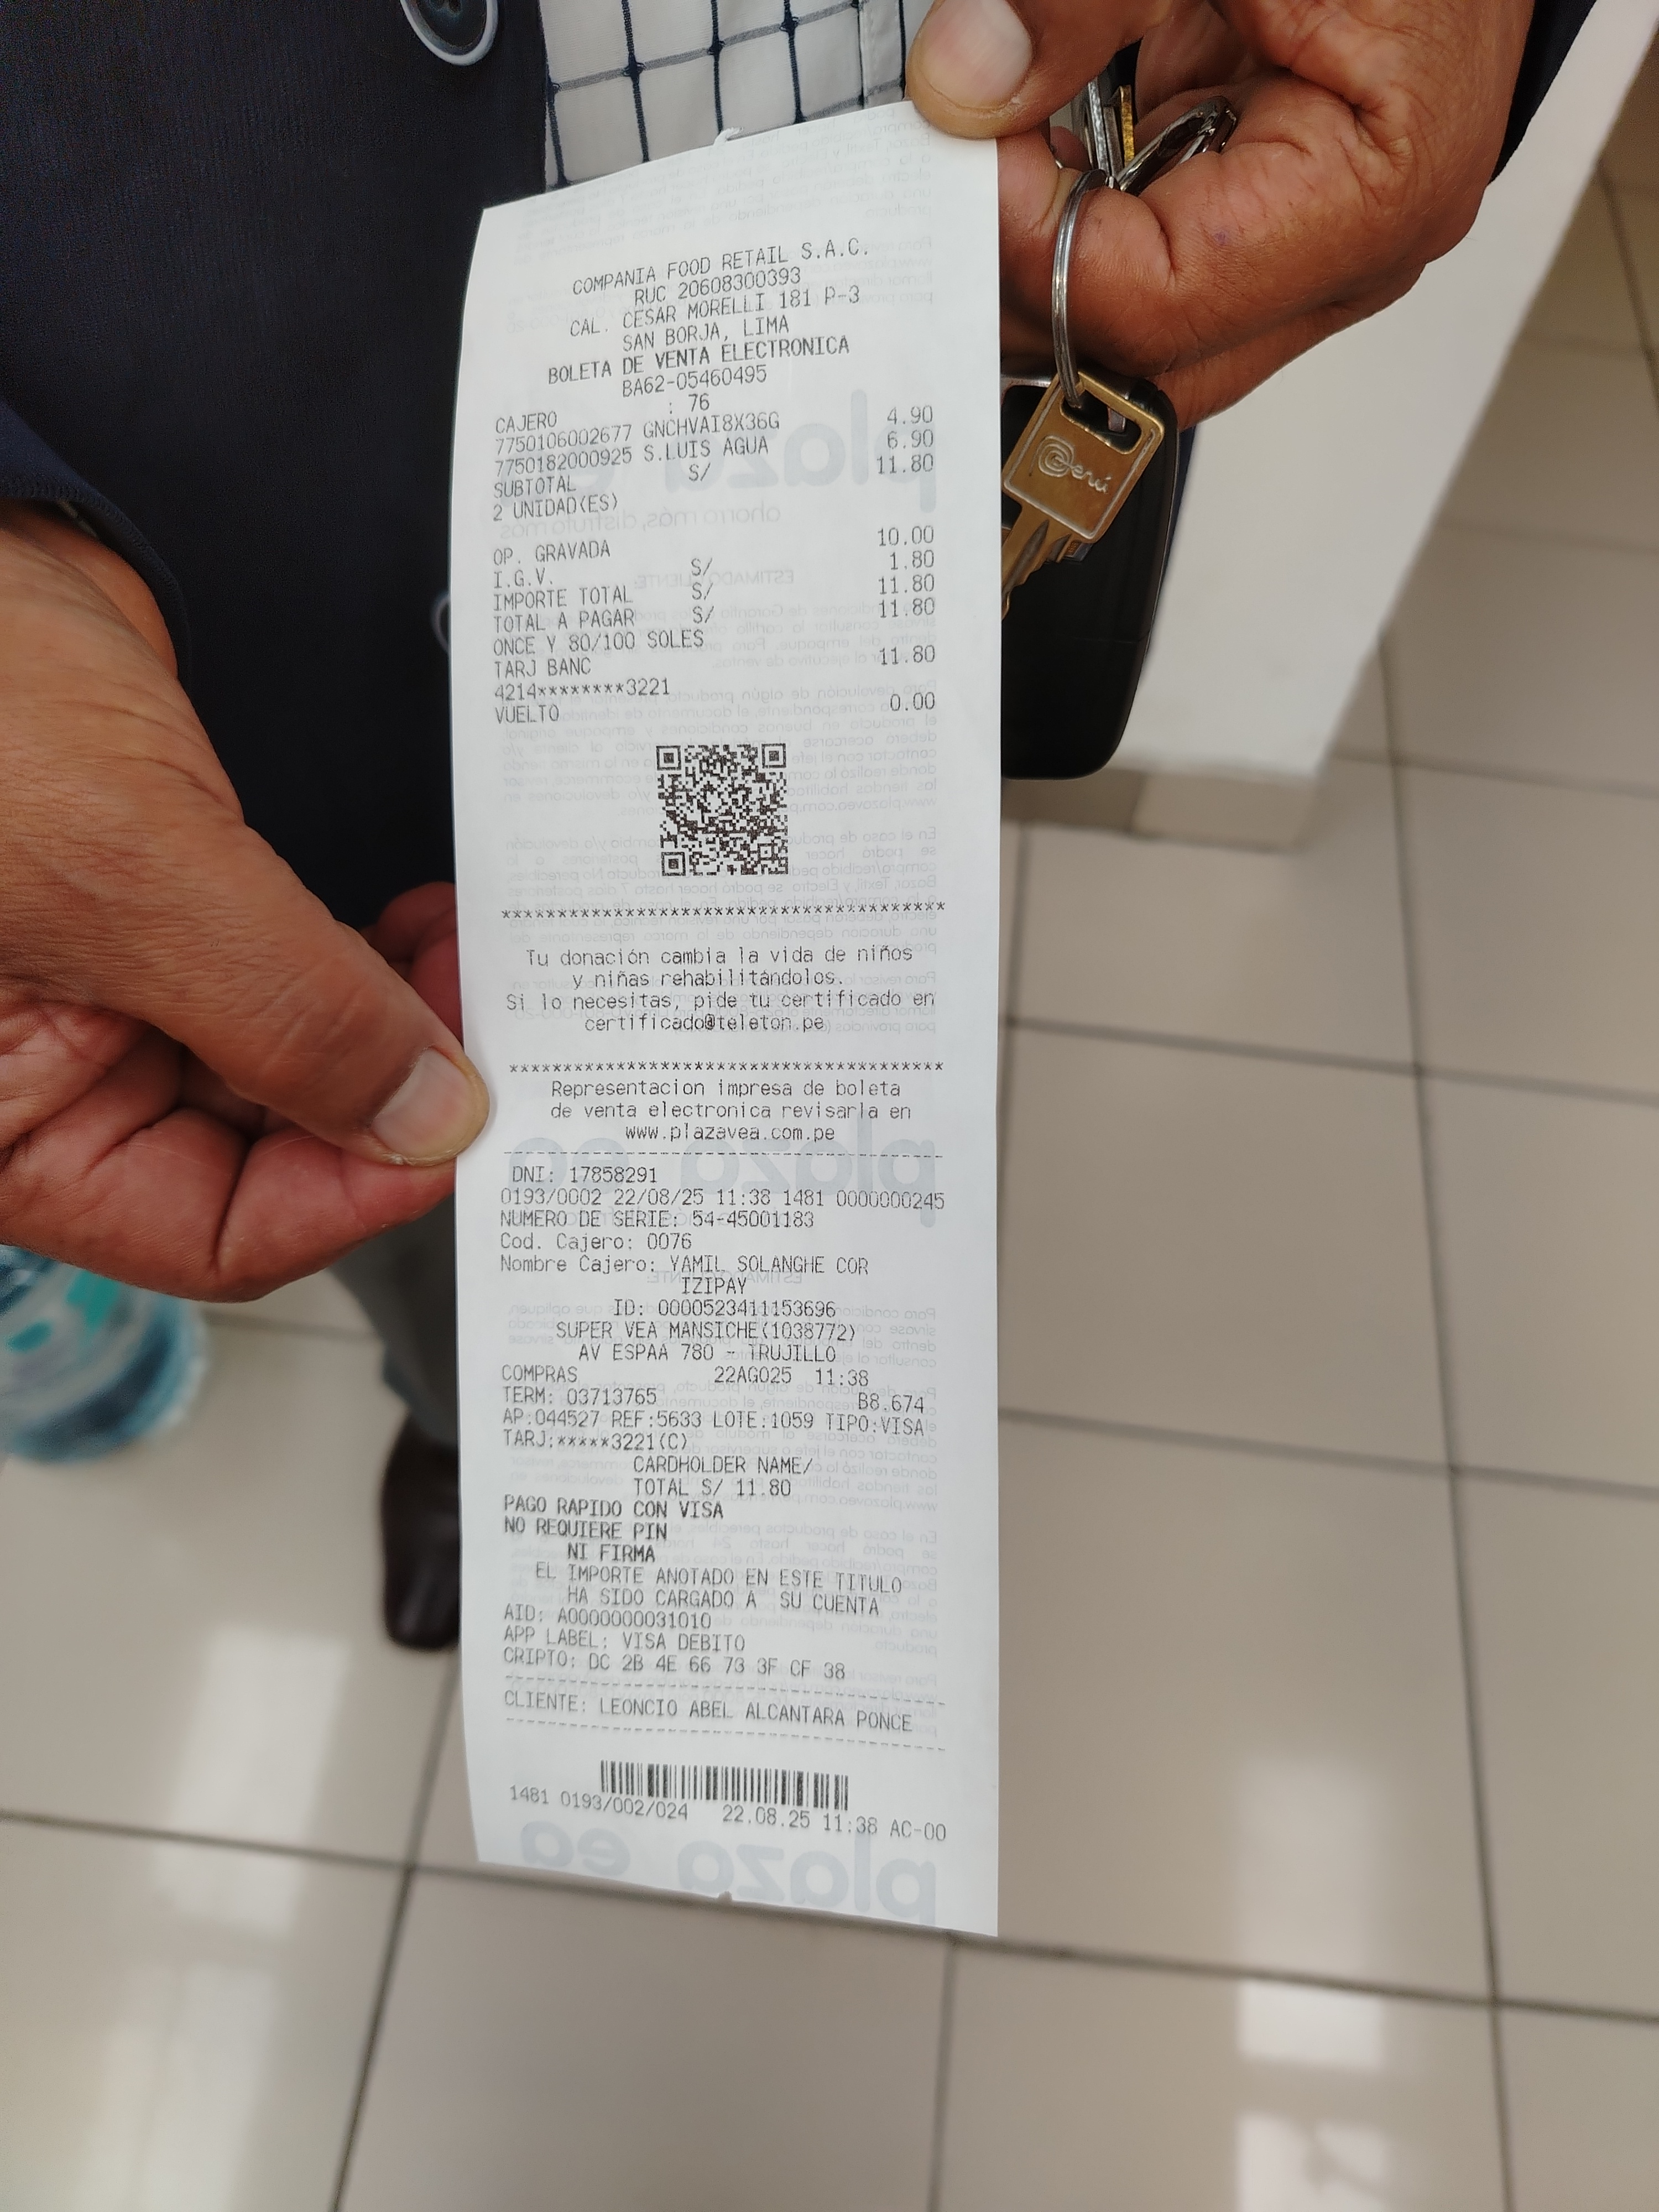 COMPANIA FOOD RETAIL S.A.C.
RUC 20608300393
CAL. CESAR MORELLI 181 P-3
SAN BORJA, LIMA
BOLETA DE VENTA ELECTRONICA
BA62-05460495
CAJERO : 76
7750106002677 GNCHVAI8X36G 4.90
7750182000925 S.LUIS AGUA 6.90
SUBTOTAL S/ 11.80
2 UNIDAD(ES)
OP. GRAVADA 10.00
I.G.V. S/ 1.80
IMPORTE TOTAL S/ 11.80
TOTAL A PAGAR S/ 11.80
ONCE Y 80/100 SOLES
TARJ BANC 11.80
4214********3221
VUELTO 0.00
****************************************
Tu donación cambia la vida de niños
y niñas rehabilitándolos.
Si lo necesitas, pide tu certificado en
certificado@teleton.pe
****************************************
Representacion impresa de boleta
de venta electronica revisarla en
www.plazavea.com.pe
DNI: 17858291
0193/0002 22/08/25 11:38 1481 0000000245
NUMERO DE SERIE: 54-45001183
Cod. Cajero: 0076
Nombre Cajero: YAMIL SOLANGHE COR
IZIPAY
ID: 0000523411153696
SUPER VEA MANSICHE(1038772)
AV ESPAA 780 - TRUJILLO
COMPRAS 22AGO25 11:38
TERM: 03713765 B8.674
AP:044527 REF:5633 LOTE:1059 TIPO:VISA
TARJ:*****3221(C)
CARDHOLDER NAME/
TOTAL S/ 11.80
PAGO RAPIDO CON VISA
NO REQUIERE PIN
NI FIRMA
EL IMPORTE ANOTADO EN ESTE TITULO
HA SIDO CARGADO A SU CUENTA
AID: A0000000031010
APP LABEL: VISA DEBITO
CRIPTO: DC 2B 4E 66 73 3F CF 38
CLIENTE: LEONCIO ABEL ALCANTARA PONCE
1481 0193/002/024 22.08.25 11:38 AC-00
Perú